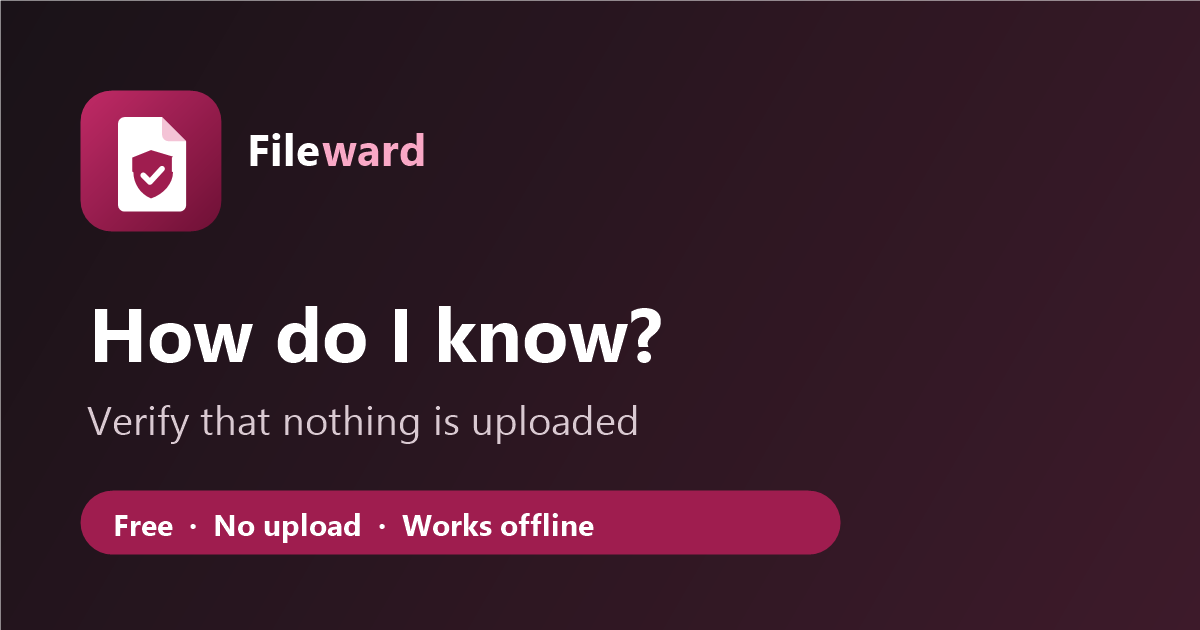 Fileward
How do I know?
Verify that nothing is uploaded
Free · No upload · Works offline